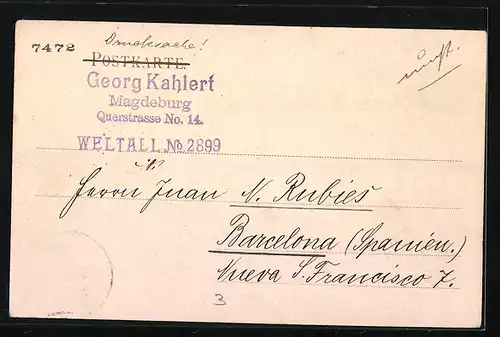 Drucksache!
7472
POSTKARTE
Georg Kahlert
Magdeburg
Querstrasse No. 14.
WELTALL No. 2899
Herrn Juan N. Rubies
Barcelona (Spanien.)
Nueva S. Francisco 7.
3